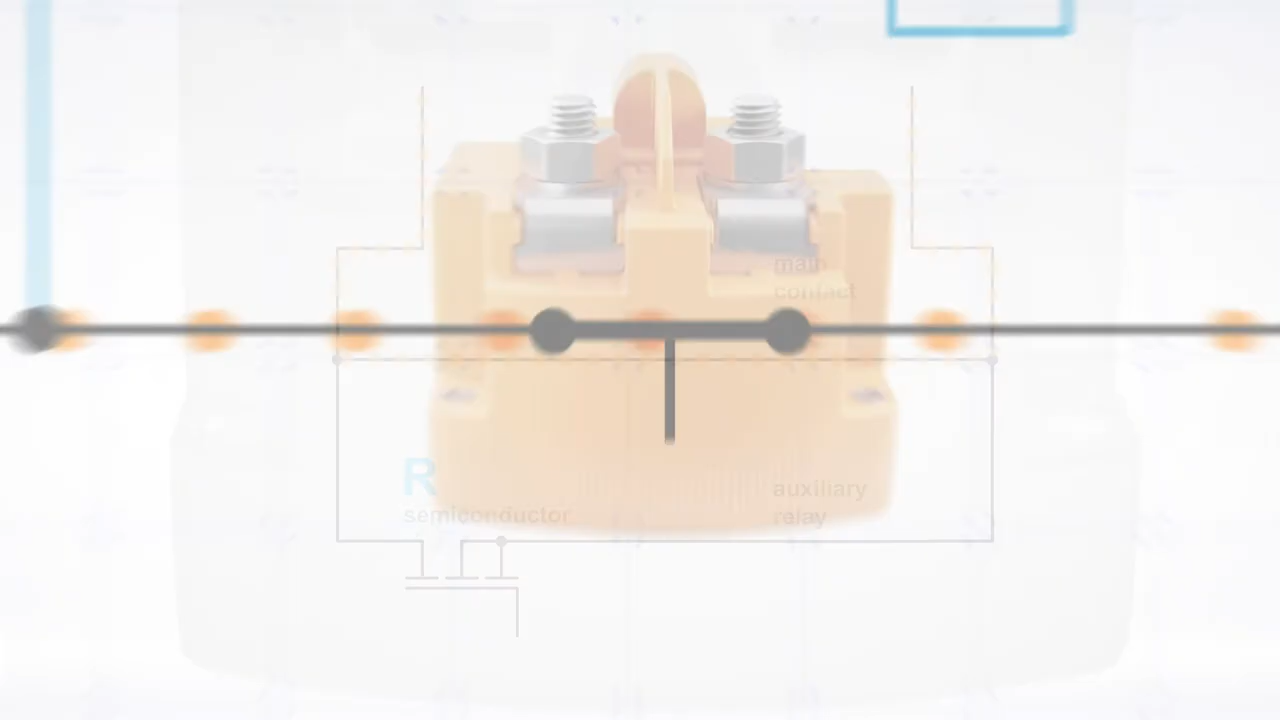 main
contact
R
semiconductor
auxiliary
relay